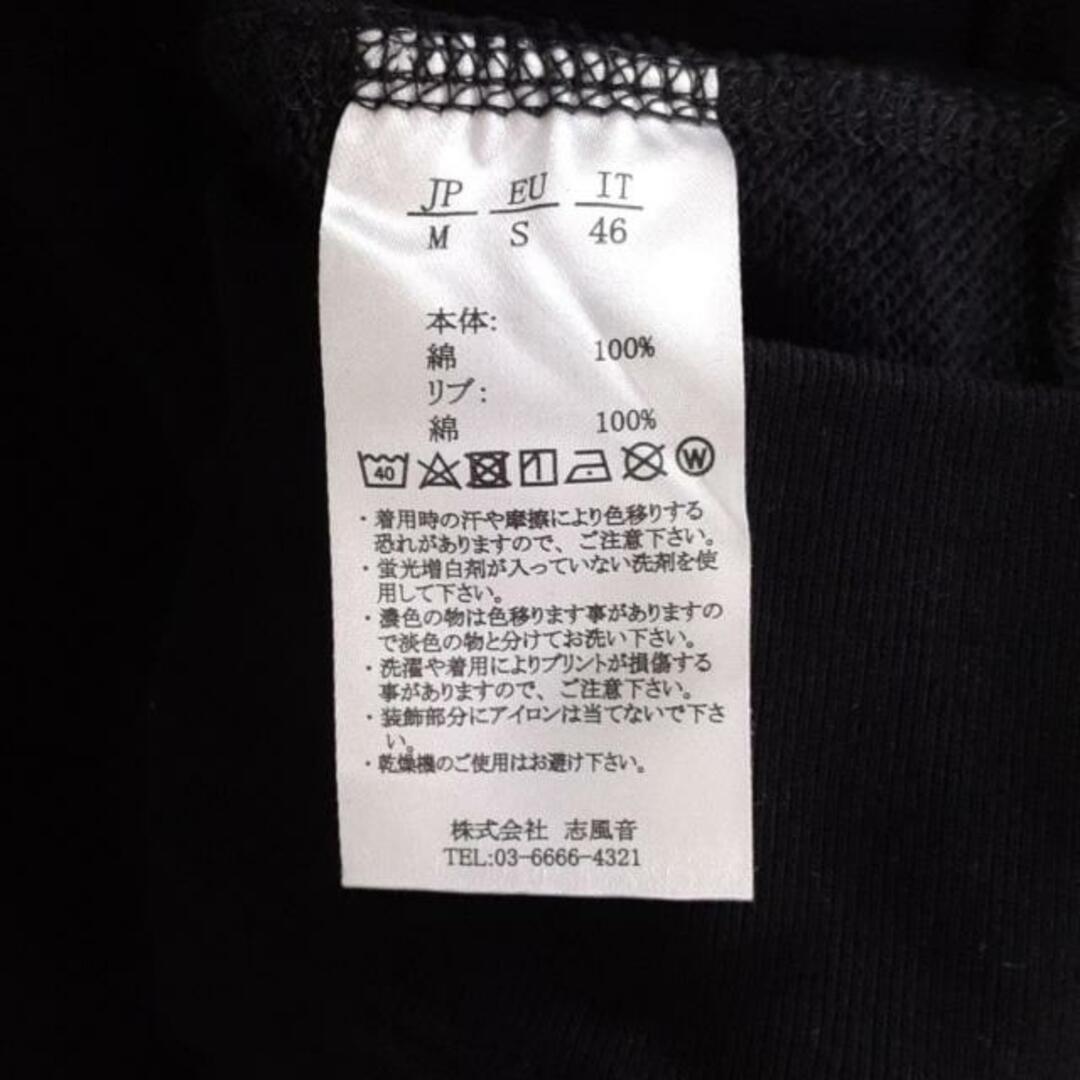 JP EU IT
M S 46
本体:
綿 100%
リブ:
綿 100%
40 W
・着用時の汗や摩擦により色移りする
恐れがありますので、ご注意下さい。
・蛍光増白剤が入っていない洗剤を使
用して下さい。
・濃色の物は色移ります事がありますの
で淡色の物と分けてお洗い下さい。
・洗濯や着用によりプリントが損傷する
事がありますので、ご注意下さい。
・装飾部分にアイロンは当てないで下さ
い。
・乾燥機のご使用はお避け下さい。
株式会社 志風音
TEL:03-6666-4321